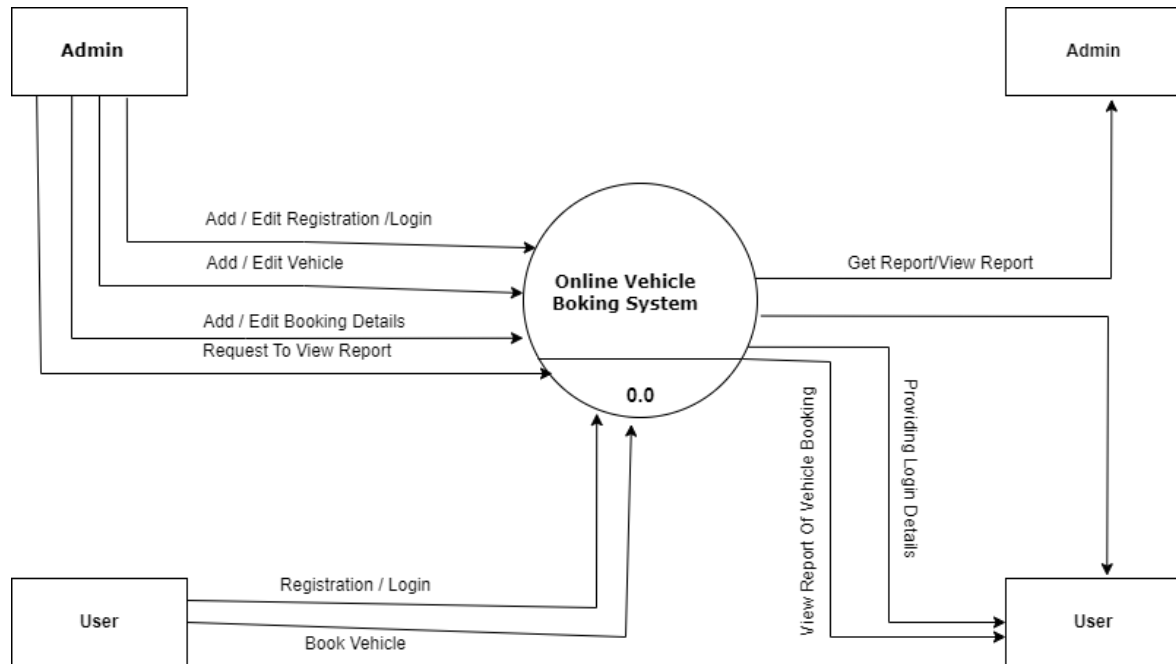 Admin
Admin
Add / Edit Registration /Login
Add / Edit Vehicle
Add / Edit Booking Details
Request To View Report
Online Vehicle
Boking System
0.0
Get Report/View Report
Providing Login Details
View Report Of Vehicle Booking
Registration / Login
Book Vehicle
User
User